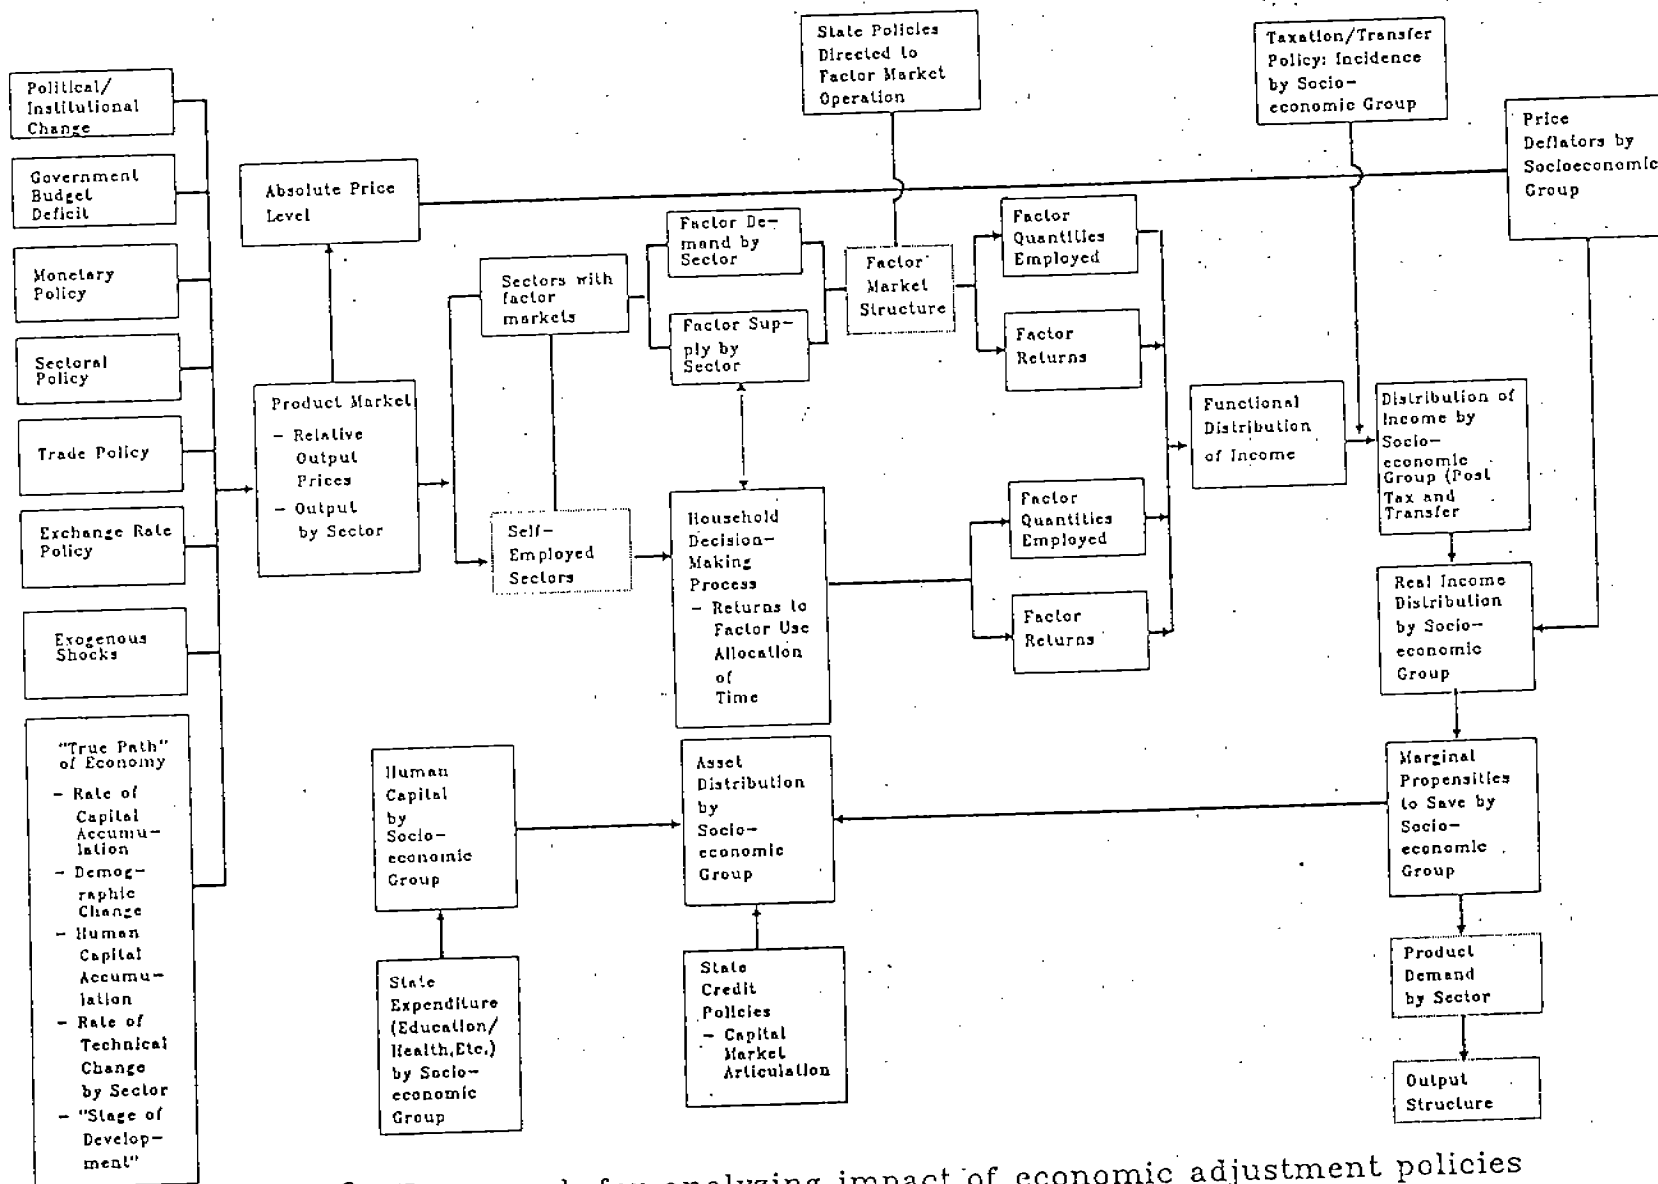 State Policies
Directed to
Factor Market
Operation
Taxation/Transfer
Policy: Incidence
by Socio-
economic Group
Political/
Institutional
Change
Government
Budget
Deficit
Monetary
Policy
Sectoral
Policy
Trade Policy
Exchange Rate
Policy
Exogenous
Shocks
"True Path"
of Economy
- Rate of
Capital
Accumu-
lation
- Demog-
raphic
Change
- Human
Capital
Accumu-
lation
- Rate of
Technical
Change
by Sector
- "Stage of
Develop-
ment"
Absolute Price
Level
Price
Deflators by
Socioeconomic
Group
Product Market
- Relative
Output
Prices
- Output
by Sector
Sectors with
factor
markets
Self-
Employed
Sectors
Factor De-
mand by
Sector
Factor Sup-
ply by
Sector
Factor
Market
Structure
Factor
Quantities
Employed
Factor
Returns
Household
Decision-
Making
Process
- Returns to
Factor Use
Allocation
of
Time
Factor
Quantities
Employed
Factor
Returns
Functional
Distribution
of Income
Distribution of
Income by
Socio-
economic
Group (Post
Tax and
Transfer
Real Income
Distribution
by Socio-
economic
Group
Marginal
Propensities
to Save by
Socio-
economic
Group
Product
Demand
by Sector
Output
Structure
Human
Capital
by
Socio-
economic
Group
Asset
Distribution
by
Socio-
economic
Group
State
Expenditure
(Education/
Health,Etc.)
by Socio-
economic
Group
State
Credit
Policies
- Capital
Market
Articulation
for analyzing impact of economic adjustment policies